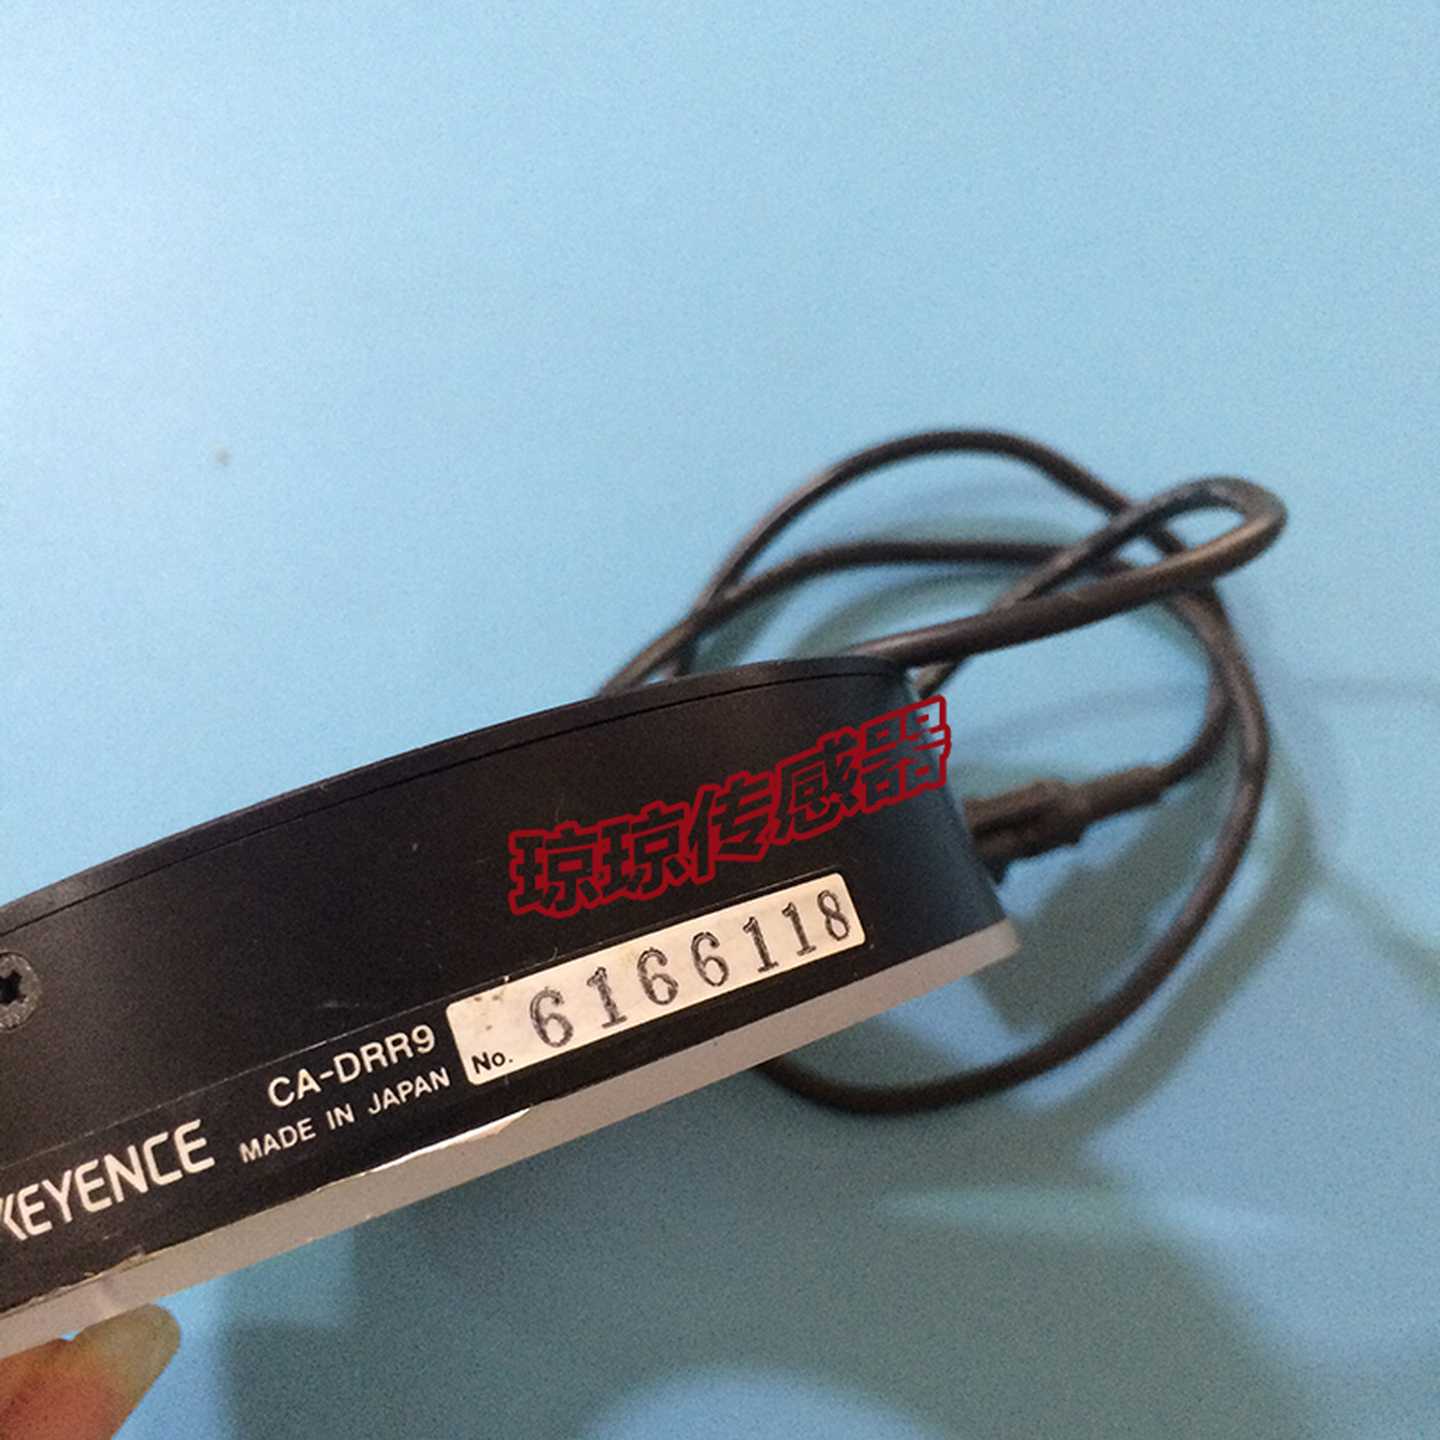 琼琼传感器
KEYENCE
CA-DRR9
MADE IN JAPAN
No. 6166118